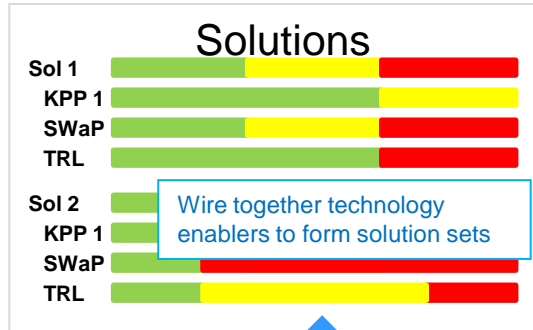 Solutions
Sol 1
KPP 1
SWaP
TRL
Sol 2
KPP 1
SWaP
TRL
Wire together technology
enablers to form solution sets